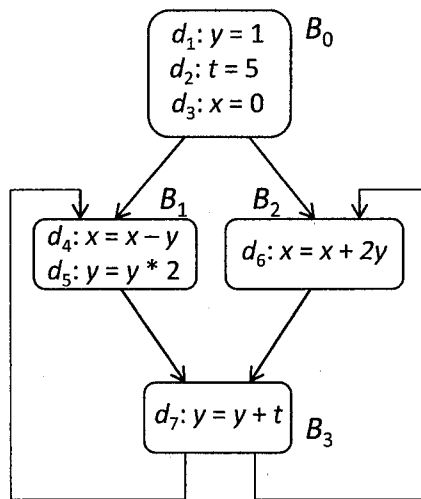 d₁: y = 1
B₀
d₂: t = 5
d₃: x = 0
B₁
B₂
d₄: x = x – y
d₅: y = y * 2
d₆: x = x + 2y
d₇: y = y + t
B₃